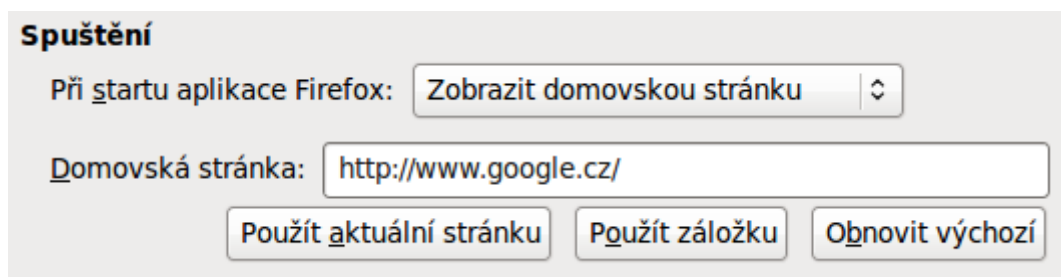 Spuštění
Při startu aplikace Firefox: Zobrazit domovskou stránku
Domovská stránka: http://www.google.cz/
Použít aktuální stránku Použít záložku Obnovit výchozí